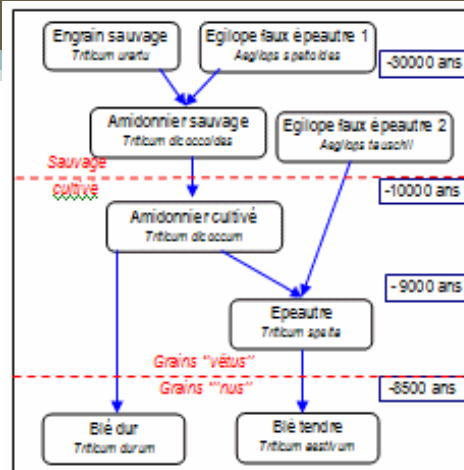 Engrain sauvage
Triticum urartu
Egilope faux épeautre 1
Aegilops speltoides
-30000 ans
Amidonnier sauvage
Triticum dicoccoides
Egilope faux épeautre 2
Aegilops tauschii
Sauvage
cultivé
-10000 ans
Amidonnier cultivé
Triticum dicoccum
- 9000 ans
Epeautre
Triticum spelta
Grains "vêtus"
Grains "nus"
-8500 ans
Blé dur
Triticum durum
Blé tendre
Triticum aestivum